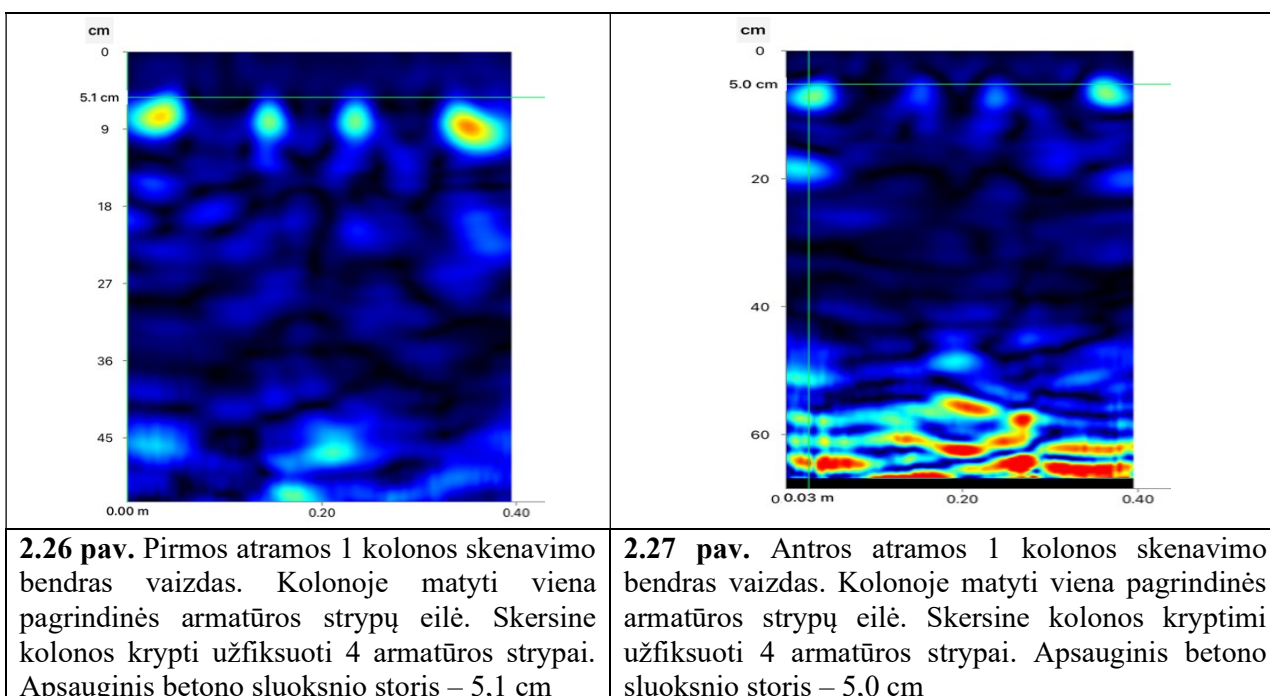 cm
0
5.1 cm
9
18
27
36
45
0.00 m 0.20 0.40
cm
0
5.0 cm
20
40
60
0 0.03 m 0.20 0.40
2.26 pav. Pirmos atramos 1 kolonos skenavimo
bendras vaizdas. Kolonoje matyti viena
pagrindinės armatūros strypų eilė. Skersine
kolonos krypti užfiksuoti 4 armatūros strypai.
Apsauginis betono sluoksnio storis – 5,1 cm
2.27 pav. Antros atramos 1 kolonos skenavimo
bendras vaizdas. Kolonoje matyti viena pagrindinės
armatūros strypų eilė. Skersine kolonos kryptimi
užfiksuoti 4 armatūros strypai. Apsauginis betono
sluoksnio storis – 5,0 cm